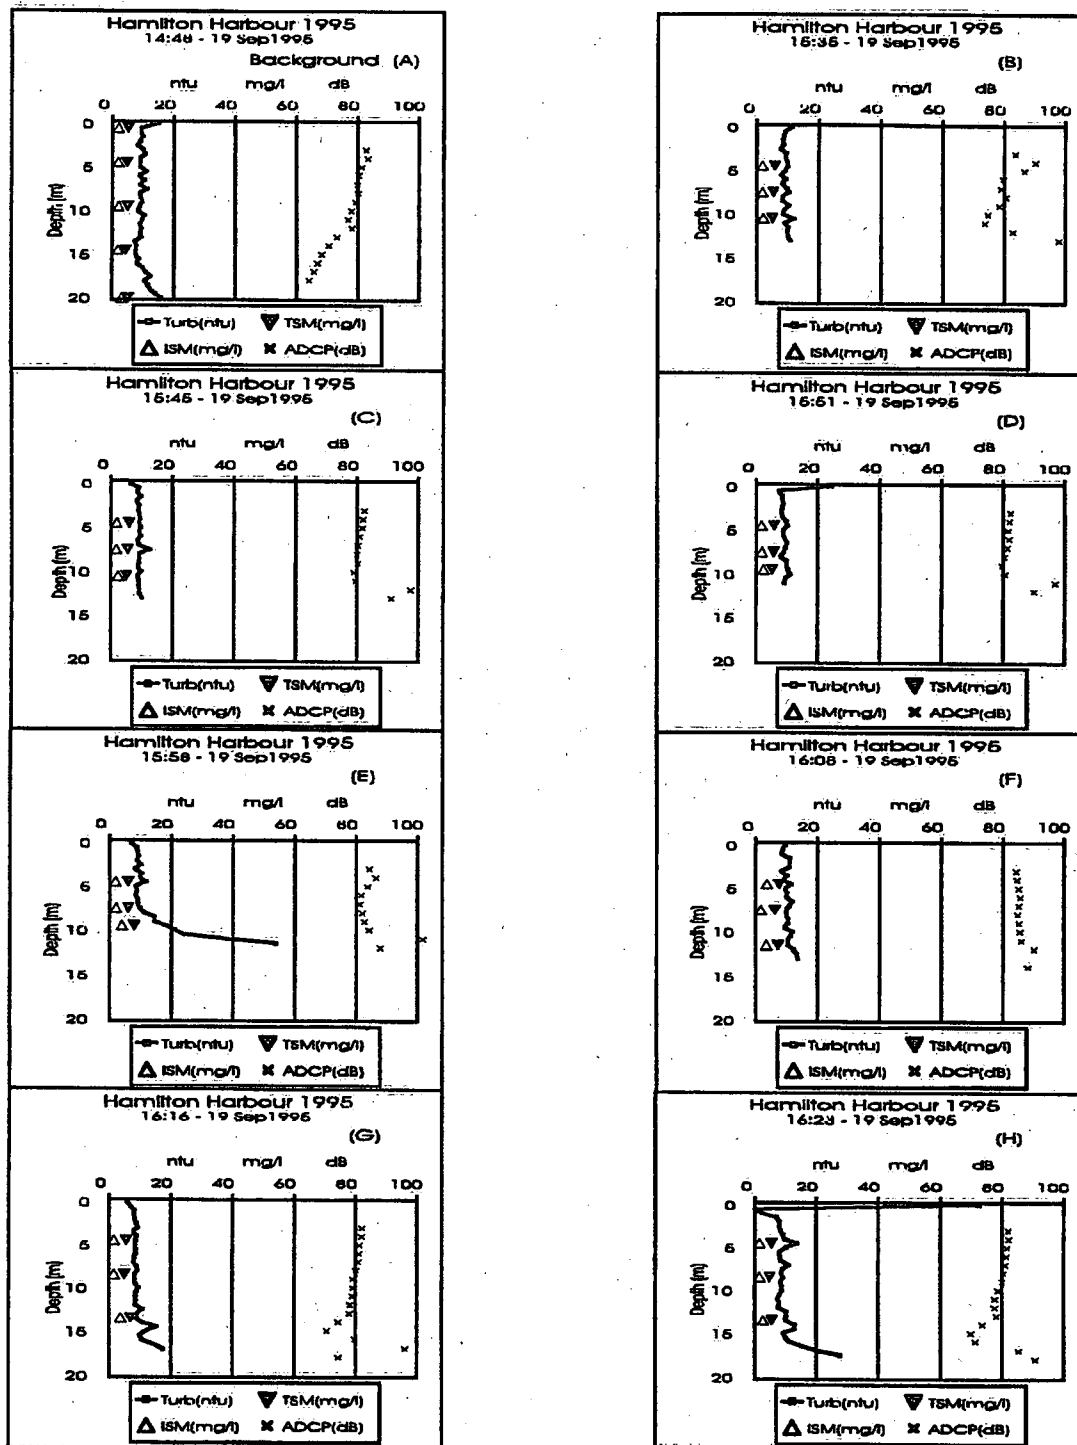 Hamilton Harbour 1995
14:48 - 19 Sep1995
Background (A)
ntu mg/l dB
0 20 40 60 80 100
Depth (m)
0
5
10
15
20
Turb(ntu) TSM(mg/l)
ISM(mg/l) ADCP(dB)
Hamilton Harbour 1995
15:35 - 19 Sep1995
(B)
ntu mg/l dB
0 20 40 60 80 100
Depth (m)
0
5
10
15
20
Turb(ntu) TSM(mg/l)
ISM(mg/l) ADCP(dB)
Hamilton Harbour 1995
15:45 - 19 Sep1995
(C)
ntu mg/l dB
0 20 40 60 80 100
Depth (m)
0
5
10
15
20
Turb(ntu) TSM(mg/l)
ISM(mg/l) ADCP(dB)
Hamilton Harbour 1995
15:51 - 19 Sep1995
(D)
ntu mg/l dB
0 20 40 60 80 100
Depth (m)
0
5
10
15
20
Turb(ntu) TSM(mg/l)
ISM(mg/l) ADCP(dB)
Hamilton Harbour 1995
15:58 - 19 Sep1995
(E)
ntu mg/l dB
0 20 40 60 80 100
Depth (m)
0
5
10
15
20
Turb(ntu) TSM(mg/l)
ISM(mg/l) ADCP(dB)
Hamilton Harbour 1995
16:08 - 19 Sep1995
(F)
ntu mg/l dB
0 20 40 60 80 100
Depth (m)
0
5
10
15
20
Turb(ntu) TSM(mg/l)
ISM(mg/l) ADCP(dB)
Hamilton Harbour 1995
16:16 - 19 Sep1995
(G)
ntu mg/l dB
0 20 40 60 80 100
Depth (m)
0
5
10
15
20
Turb(ntu) TSM(mg/l)
ISM(mg/l) ADCP(dB)
Hamilton Harbour 1995
16:23 - 19 Sep1995
(H)
ntu mg/l dB
0 20 40 60 80 100
Depth (m)
0
5
10
15
20
Turb(ntu) TSM(mg/l)
ISM(mg/l) ADCP(dB)